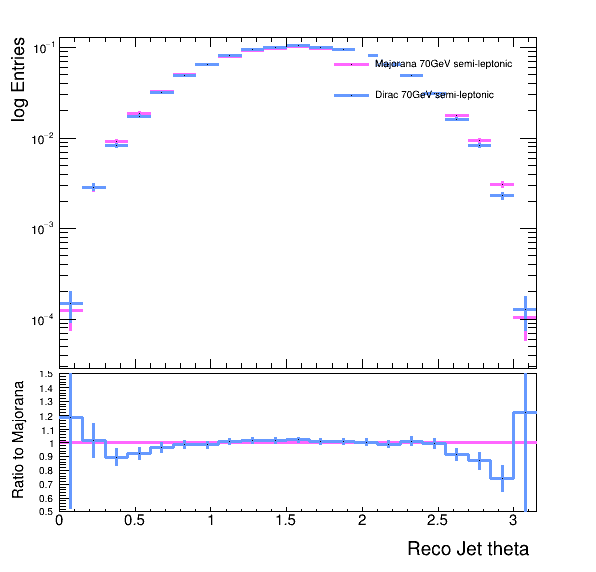 log Entries
10⁻¹
10⁻²
10⁻³
10⁻⁴
Majorana 70GeV semi-leptonic
Dirac 70GeV semi-leptonic
Ratio to Majorana
1.5
1.4
1.3
1.2
1.1
1
0.9
0.8
0.7
0.6
0.5
0 0.5 1 1.5 2 2.5 3
Reco Jet theta